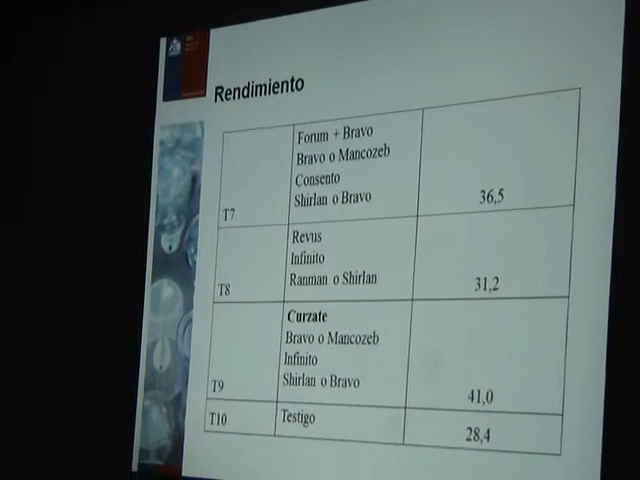 Rendimiento
Forum + Bravo
Bravo o Mancozeb
Consento
Shirlan o Bravo
T7
36,5
Revus
Infinito
Ranman o Shirlan
T8
31,2
Curzate
Bravo o Mancozeb
Infinito
Shirlan o Bravo
T9
41,0
T10
Testigo
28,4